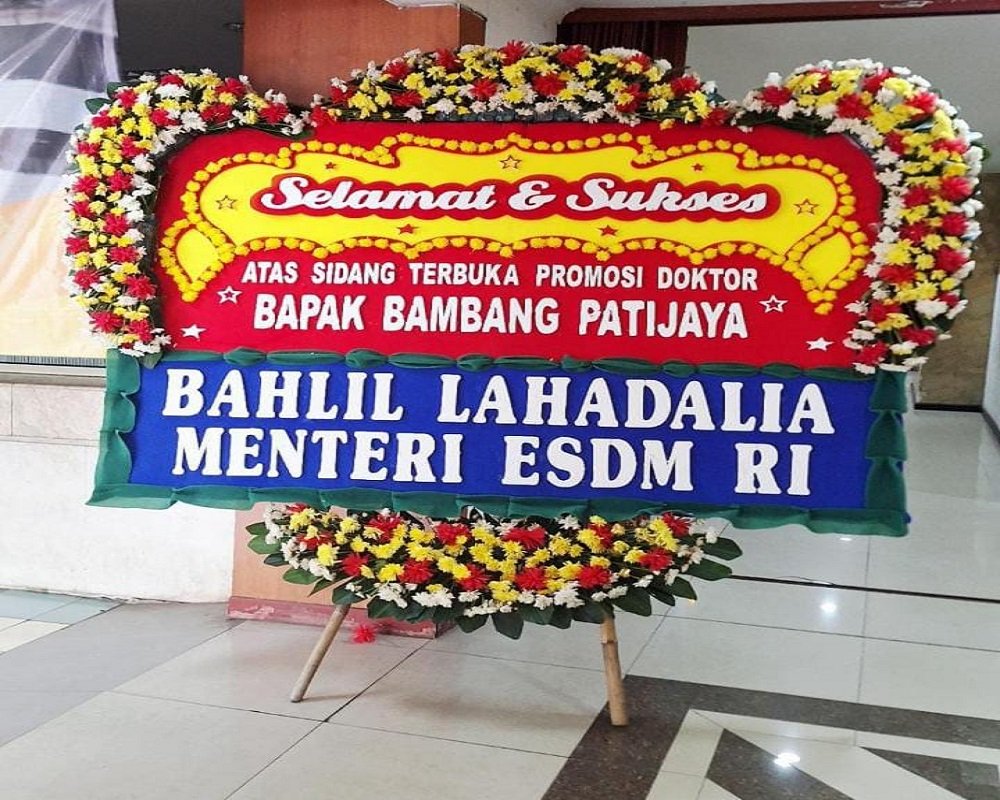 Selamat & Sukses
ATAS SIDANG TERBUKA PROMOSI DOKTOR
BAPAK BAMBANG PATIJAYA
BAHLIL LAHADALIA
MENTERI ESDM RI